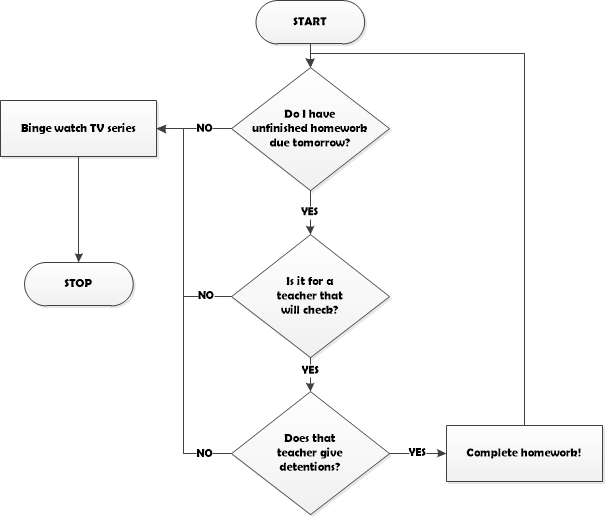 START
Do I have
unfinished homework
due tomorrow?
NO
Binge watch TV series
YES
STOP
Is it for a
teacher that
will check?
NO
YES
Does that
teacher give
detentions?
NO
YES
Complete homework!